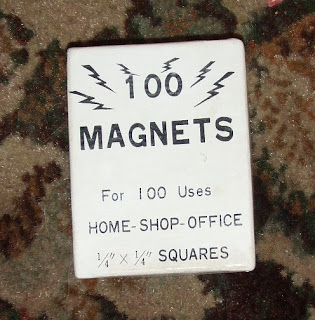 100
MAGNETS
For 100 Uses
HOME-SHOP-OFFICE
1/4" × 1/4" SQUARES